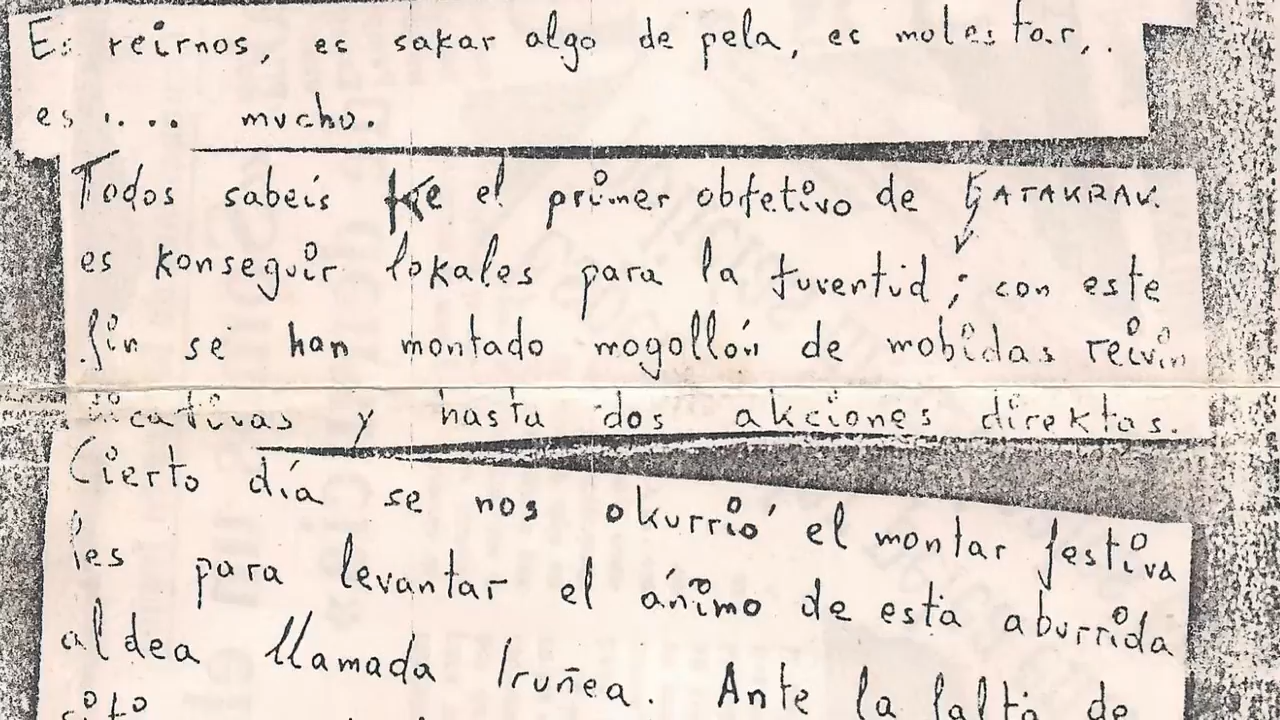 Es reirnos, es sakar algo de pela, es molestar,.
es .... mucho.
Todos sabeis ke el primer objetivo de KATAKRAK.
es konseguir lokales para la juventud; con este
fin se han montado mogollón de mobidas reivin
dicativas y hasta dos akciones direktas.
Cierto día se nos okurrió el montar festiva
les para levantar el ánimo de esta aburrida
aldea llamada Iruñea. Ante la falta de